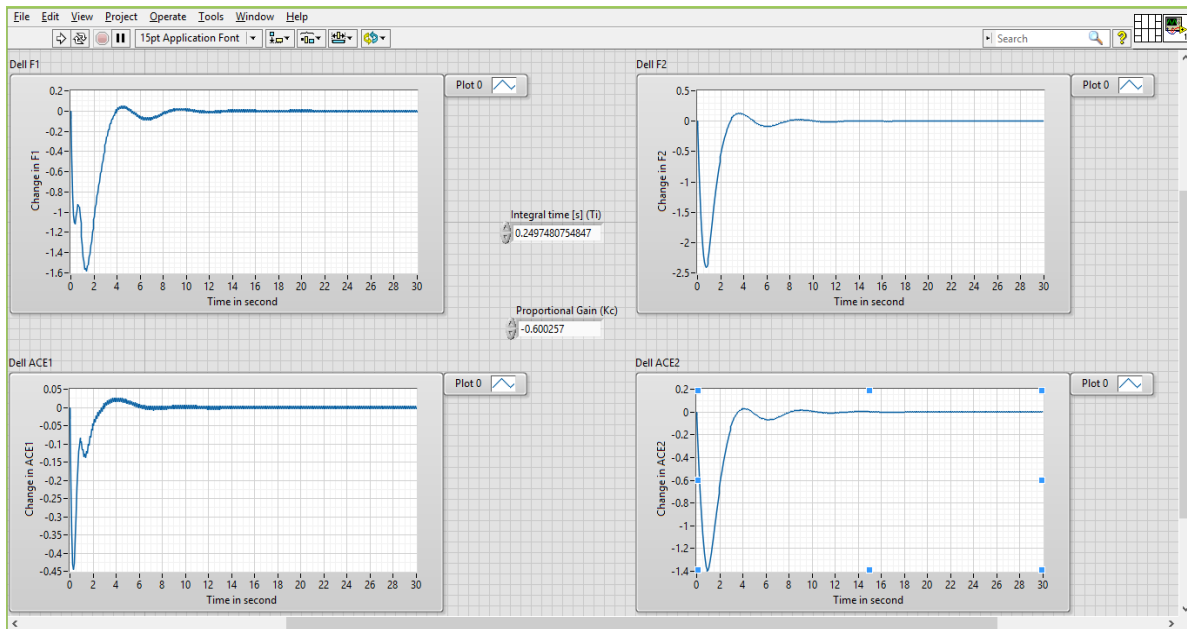 File Edit View Project Operate Tools Window Help
15pt Application Font
Search
?
Dell F1
Plot 0
0.2
0
-0.2
-0.4
-0.6
-0.8
-1
-1.2
-1.4
-1.6
Change in F1
0 2 4 6 8 10 12 14 16 18 20 22 24 26 28 30
Time in second
Dell F2
Plot 0
0.5
0
-0.5
-1
-1.5
-2
-2.5
Change in F2
0 2 4 6 8 10 12 14 16 18 20 22 24 26 28 30
Time in second
Integral time [s] (Ti)
0.2497480754847
Proportional Gain (Kc)
-0.600257
Dell ACE1
Plot 0
0.05
0
-0.05
-0.1
-0.15
-0.2
-0.25
-0.3
-0.35
-0.4
-0.45
Change in ACE1
0 2 4 6 8 10 12 14 16 18 20 22 24 26 28 30
Time in second
Dell ACE2
Plot 0
0.2
0
-0.2
-0.4
-0.6
-0.8
-1
-1.2
-1.4
Change in ACE2
0 2 4 6 8 10 12 14 16 18 20 22 24 26 28 30
Time in second